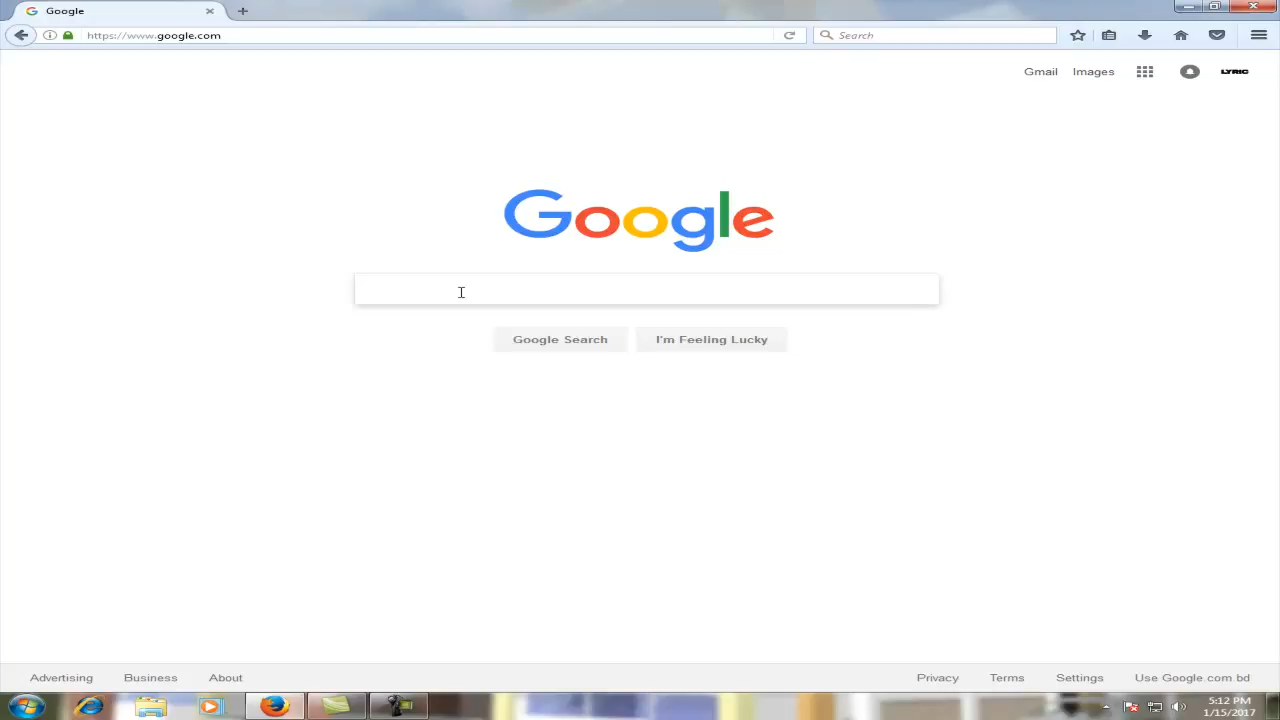 Google
https://www.google.com
Search
Gmail Images LYRIC
Google
Google Search I'm Feeling Lucky
Advertising Business About Privacy Terms Settings Use Google.com bd
5:12 PM
1/15/2017